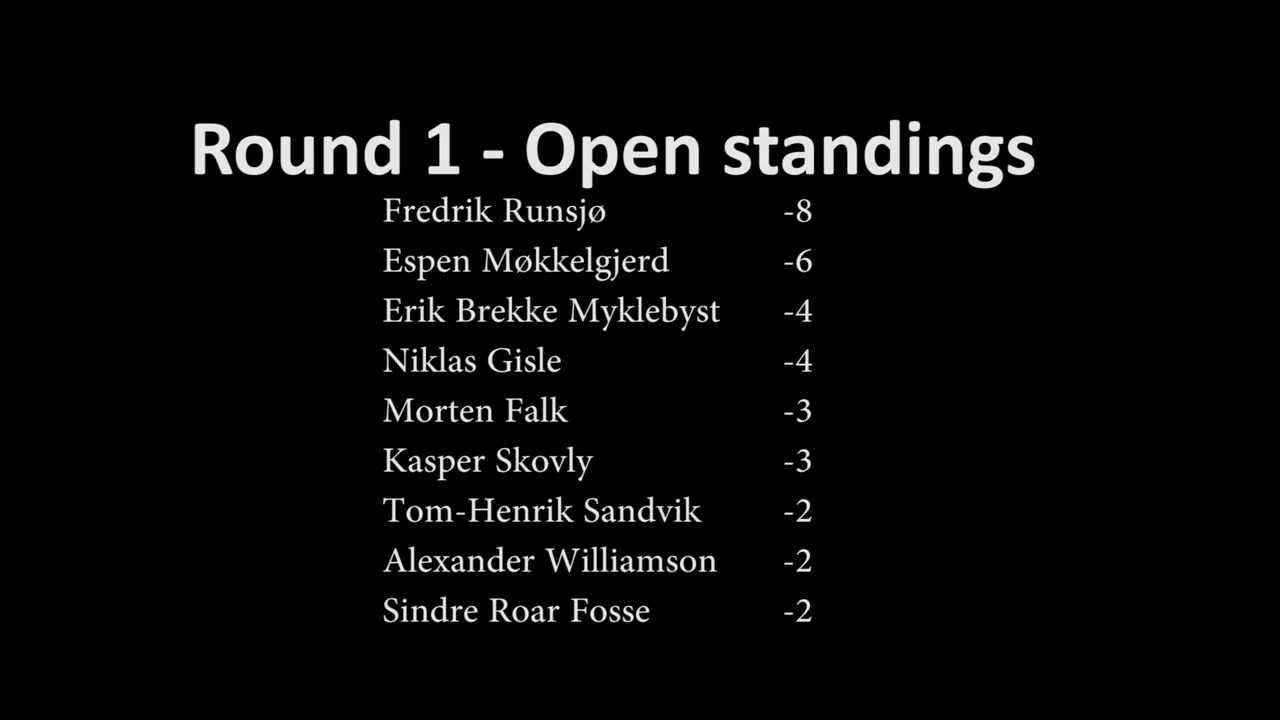 Round 1 - Open standings
Fredrik Runsjø -8
Espen Møkkelgjerd -6
Erik Brekke Myklebyst -4
Niklas Gisle -4
Morten Falk -3
Kasper Skovly -3
Tom-Henrik Sandvik -2
Alexander Williamson -2
Sindre Roar Fosse -2